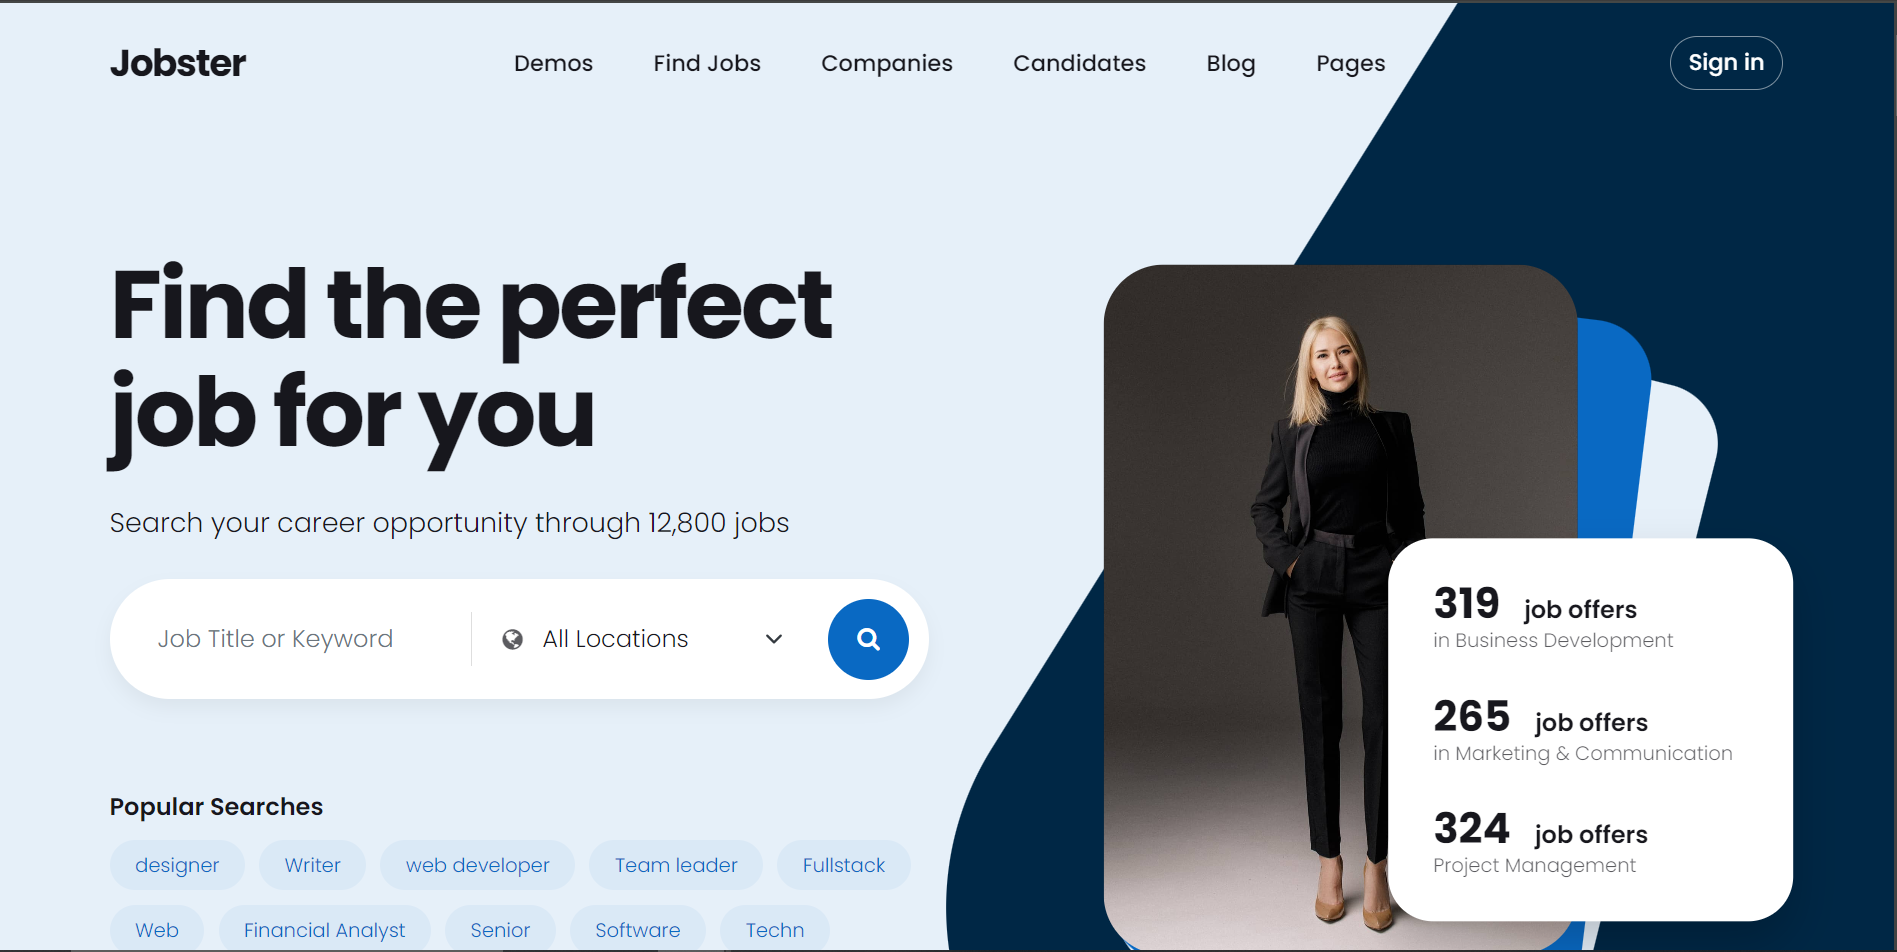 Jobster
Demos Find Jobs Companies Candidates Blog Pages
Sign in
Find the perfect
job for you
Search your career opportunity through 12,800 jobs
Job Title or Keyword
All Locations
Popular Searches
designer Writer web developer Team leader Fullstack
Web Financial Analyst Senior Software Techn
319 job offers
in Business Development
265 job offers
in Marketing & Communication
324 job offers
Project Management